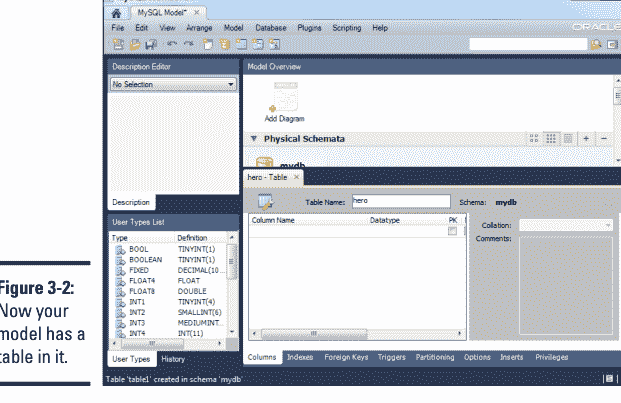 MySQL Model* ×
File Edit View Arrange Model Database Plugins Scripting Help
ORACLE
Description Editor
No Selection
Description
User Types List
Type Definition
BOOL TINYINT(1)
BOOLEAN TINYINT(1)
FIXED DECIMAL(10...
FLOAT4 FLOAT
FLOAT8 DOUBLE
INT1 TINYINT(4)
INT2 SMALLINT(6)
INT3 MEDIUMINT...
INT4 INT(11)
User Types History
Model Overview
Add Diagram
Physical Schemata
mydb
hero - Table ×
Table Name: hero Schema: mydb
Column Name Datatype PK
Collation:
Comments:
Columns Indexes Foreign Keys Triggers Partitioning Options Inserts Privileges
Table 'table1' created in schema 'mydb'
Figure 3-2:
Now your
model has a
table in it.